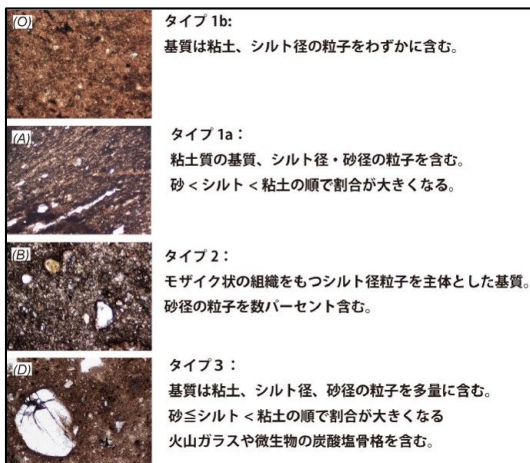 (O)
タイプ 1b:
基質は粘土、シルト径の粒子をわずかに含む。
(A)
タイプ 1a：
粘土質の基質、シルト径・砂径の粒子を含む。
砂 < シルト < 粘土の順で割合が大きくなる。
(B)
タイプ 2：
モザイク状の組織をもつシルト径粒子を主体とした基質。
砂径の粒子を数パーセント含む。
(D)
タイプ 3：
基質は粘土、シルト径、砂径の粒子を多量に含む。
砂≦シルト < 粘土の順で割合が大きくなる
火山ガラスや微生物の炭酸塩骨格を含む。